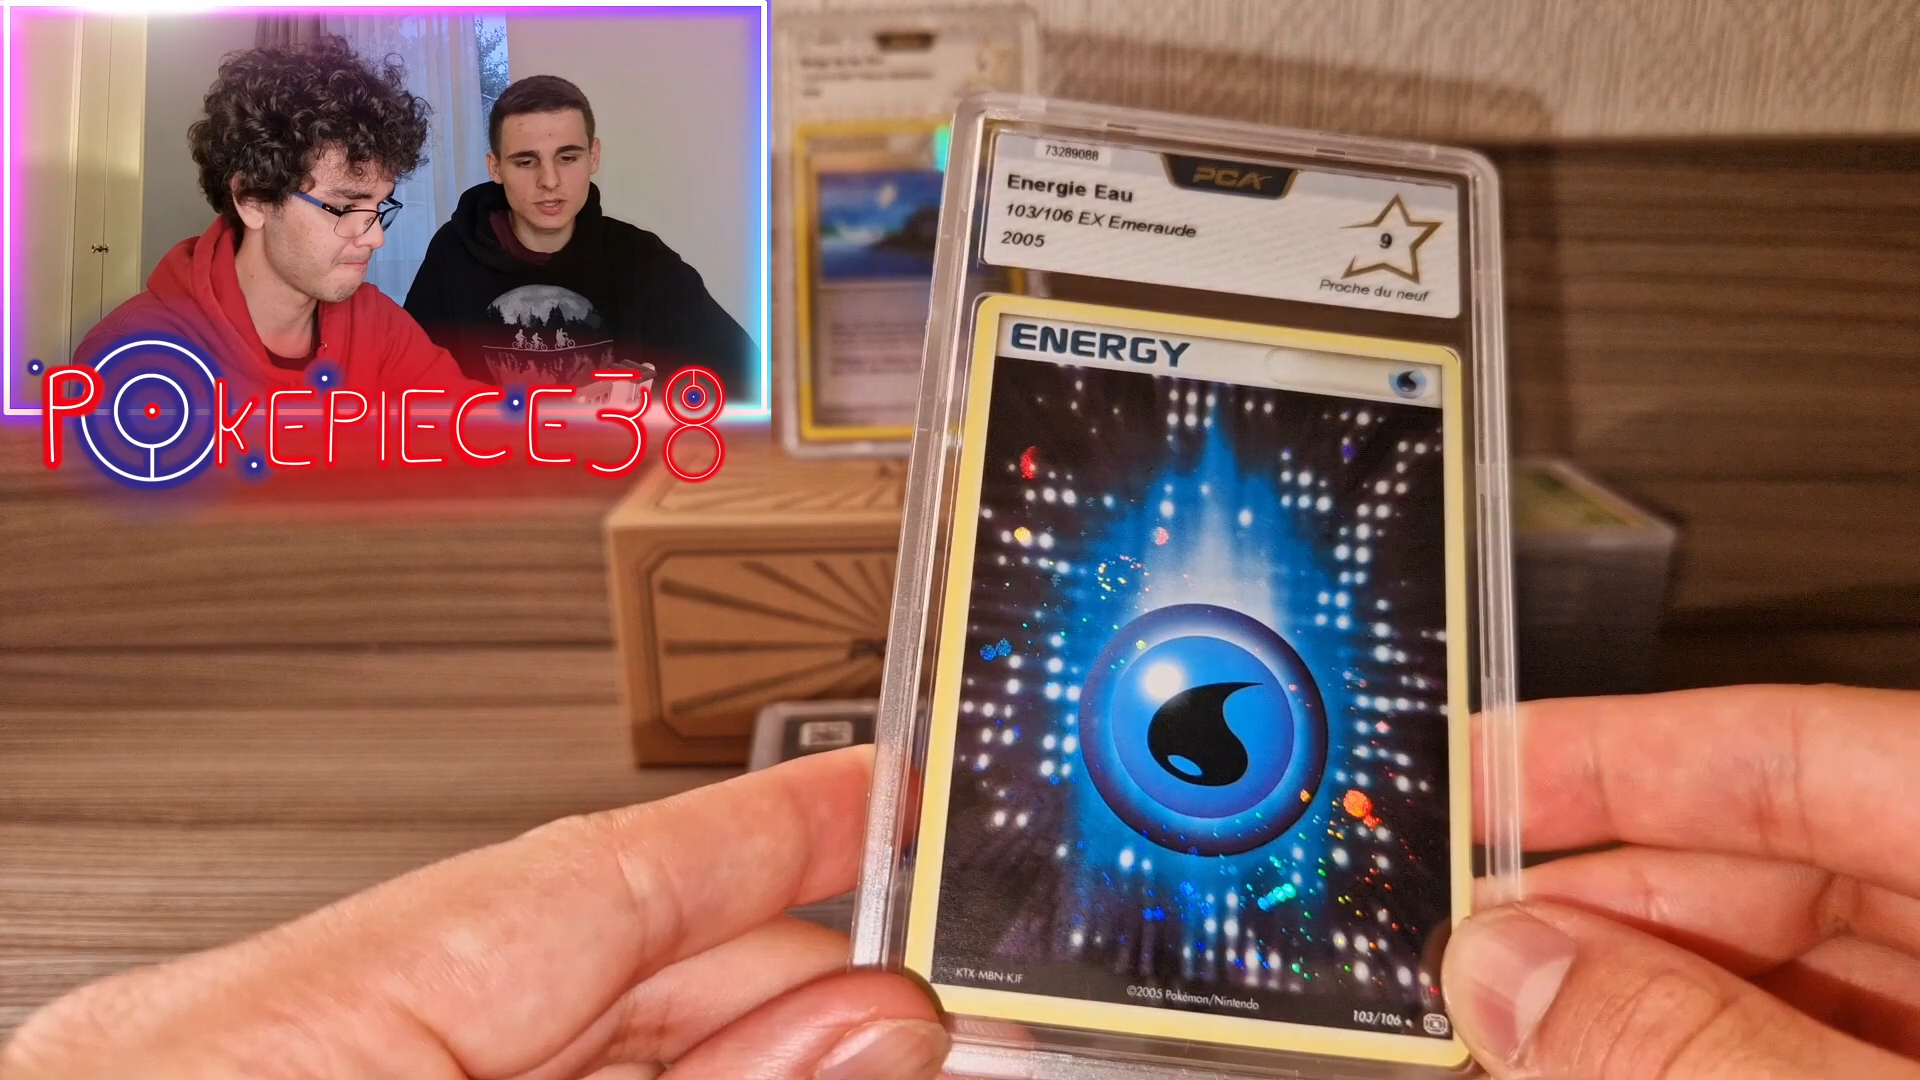 POKEPIECE38
73289088
PCA
Energie Eau
103/106 EX Emeraude
2005
9
Proche du neuf
ENERGY
KTX-MBN-KJF
©2005 Pokémon/Nintendo
103/106